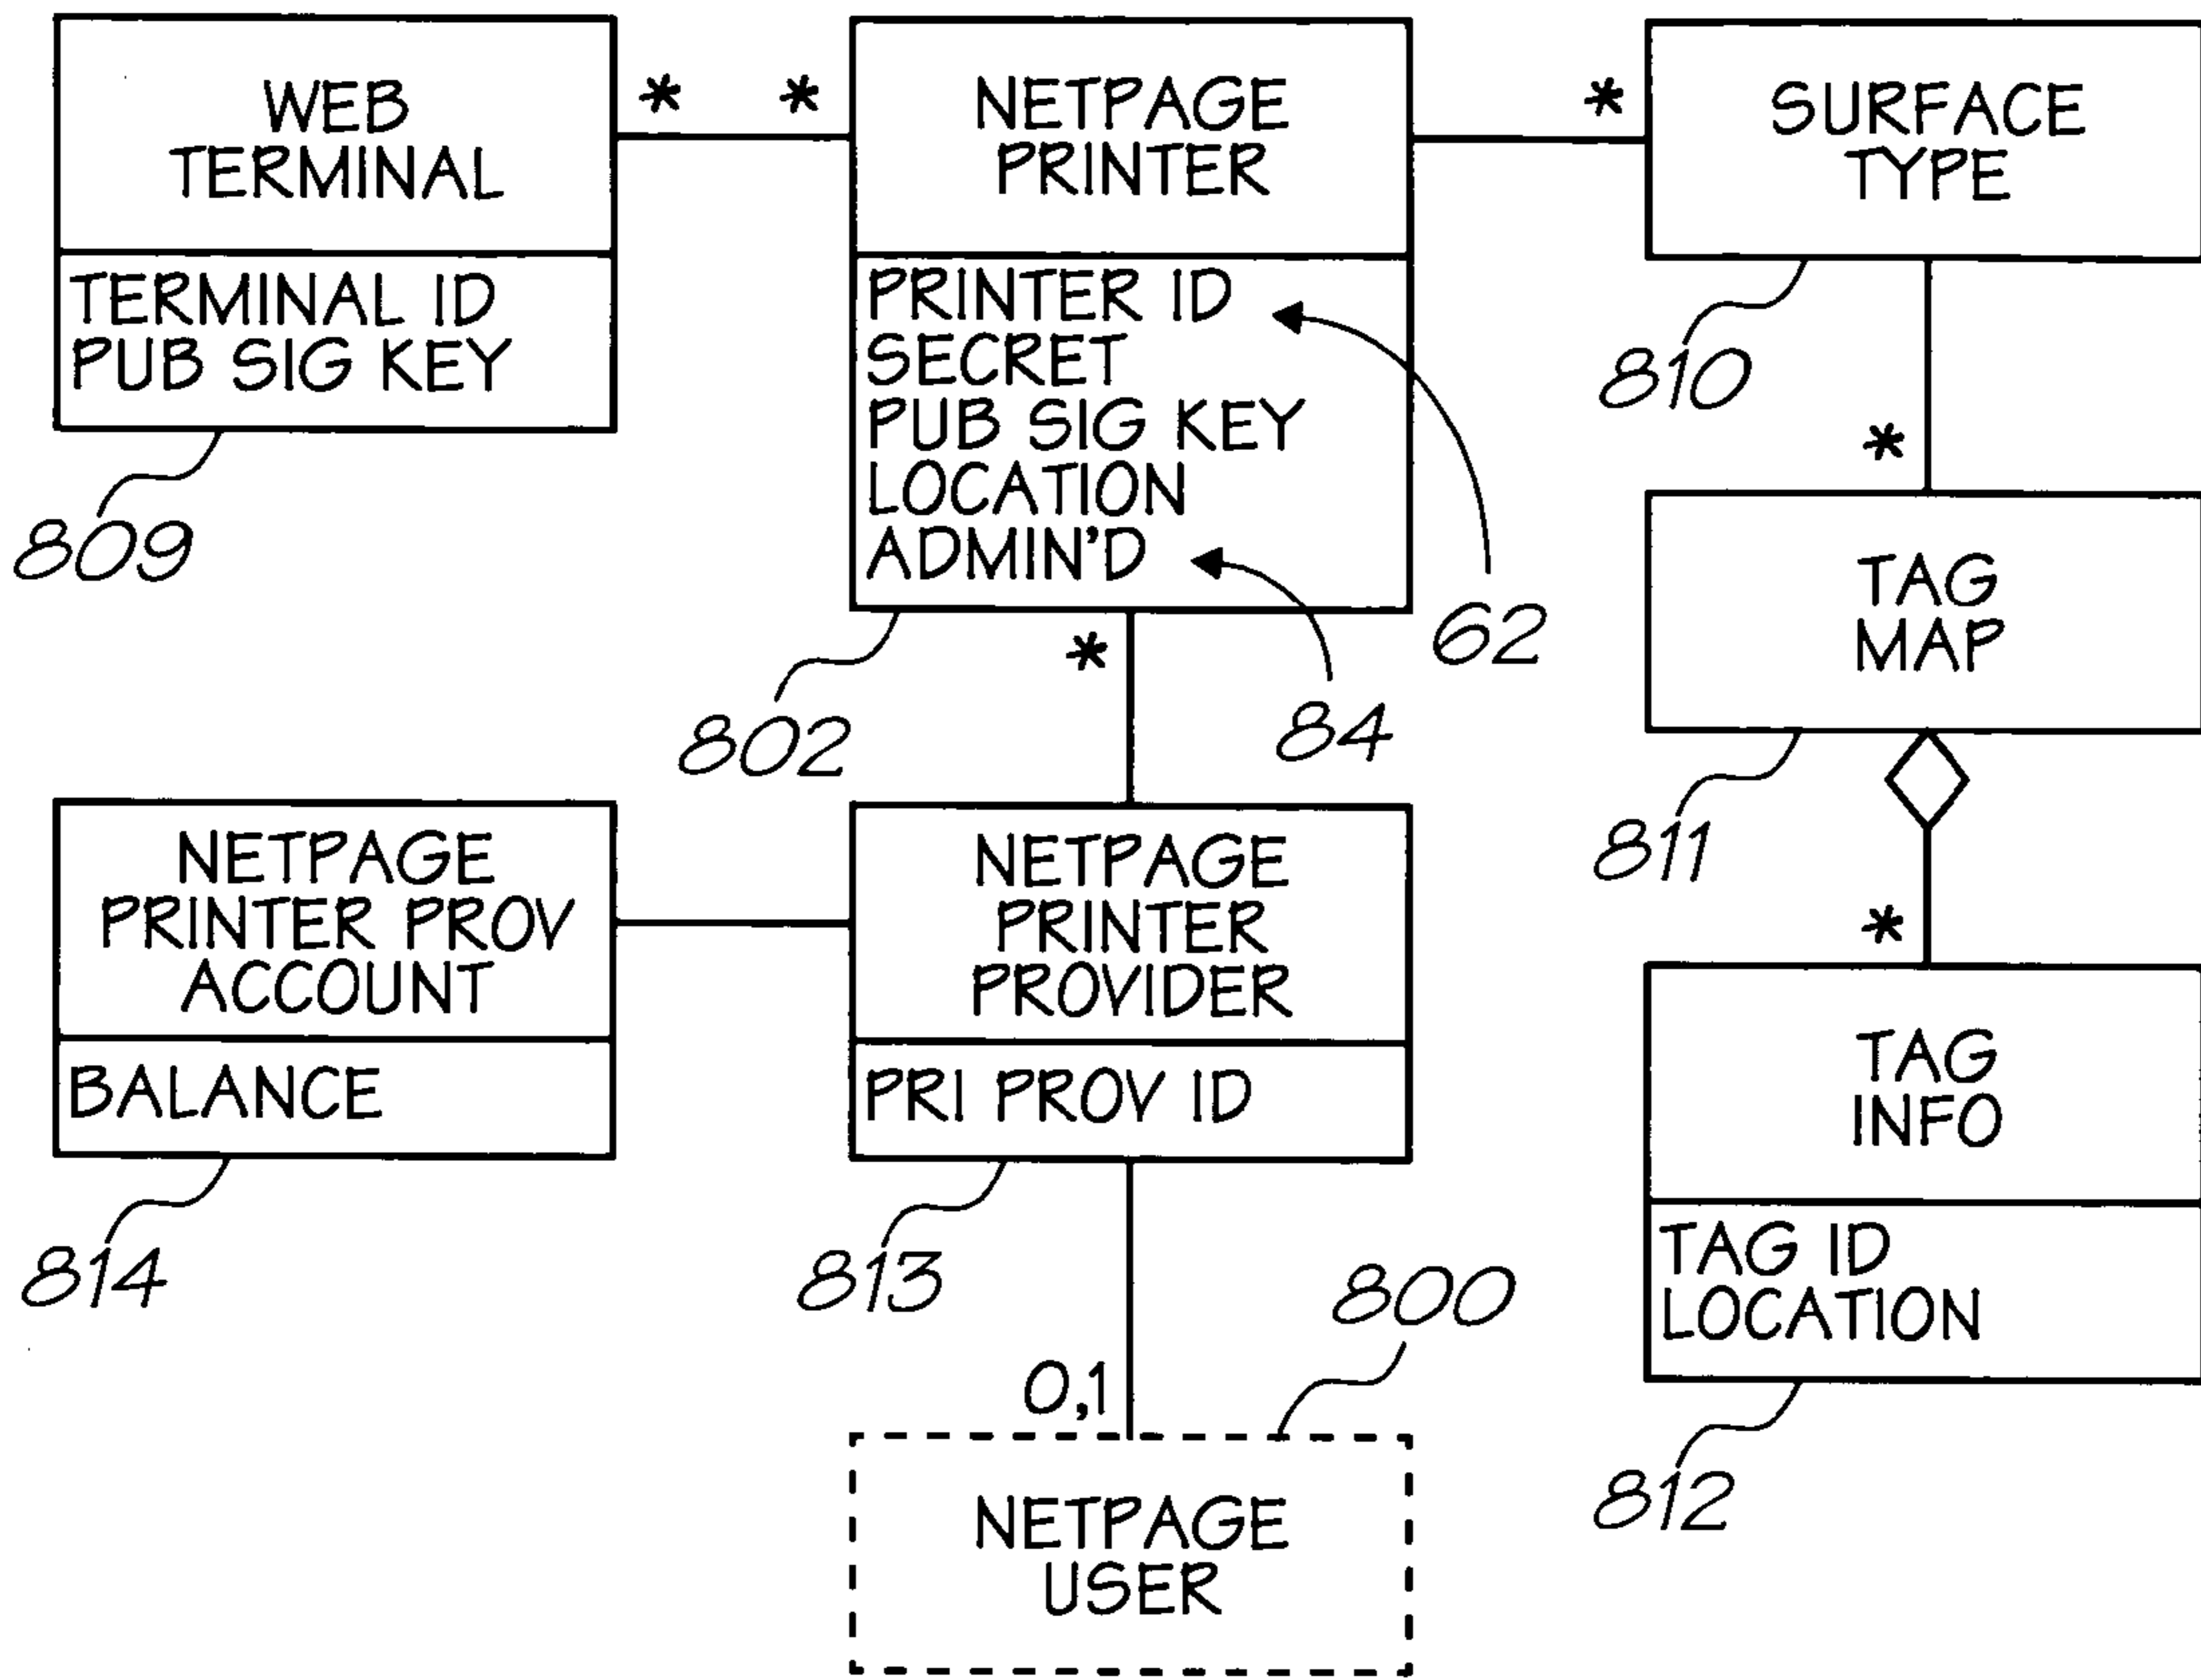 WEB
TERMINAL
TERMINAL ID
PUB SIG KEY
809
* *
NETPAGE
PRINTER
PRINTER ID
SECRET
PUB SIG KEY
LOCATION
ADMIN'D
62
84
802
*
*
SURFACE
TYPE
810
*
TAG
MAP
811
*
TAG
INFO
TAG ID
LOCATION
812
NETPAGE
PRINTER PROV
ACCOUNT
BALANCE
814
NETPAGE
PRINTER
PROVIDER
PRI PROV ID
813
800
0,1
NETPAGE
USER